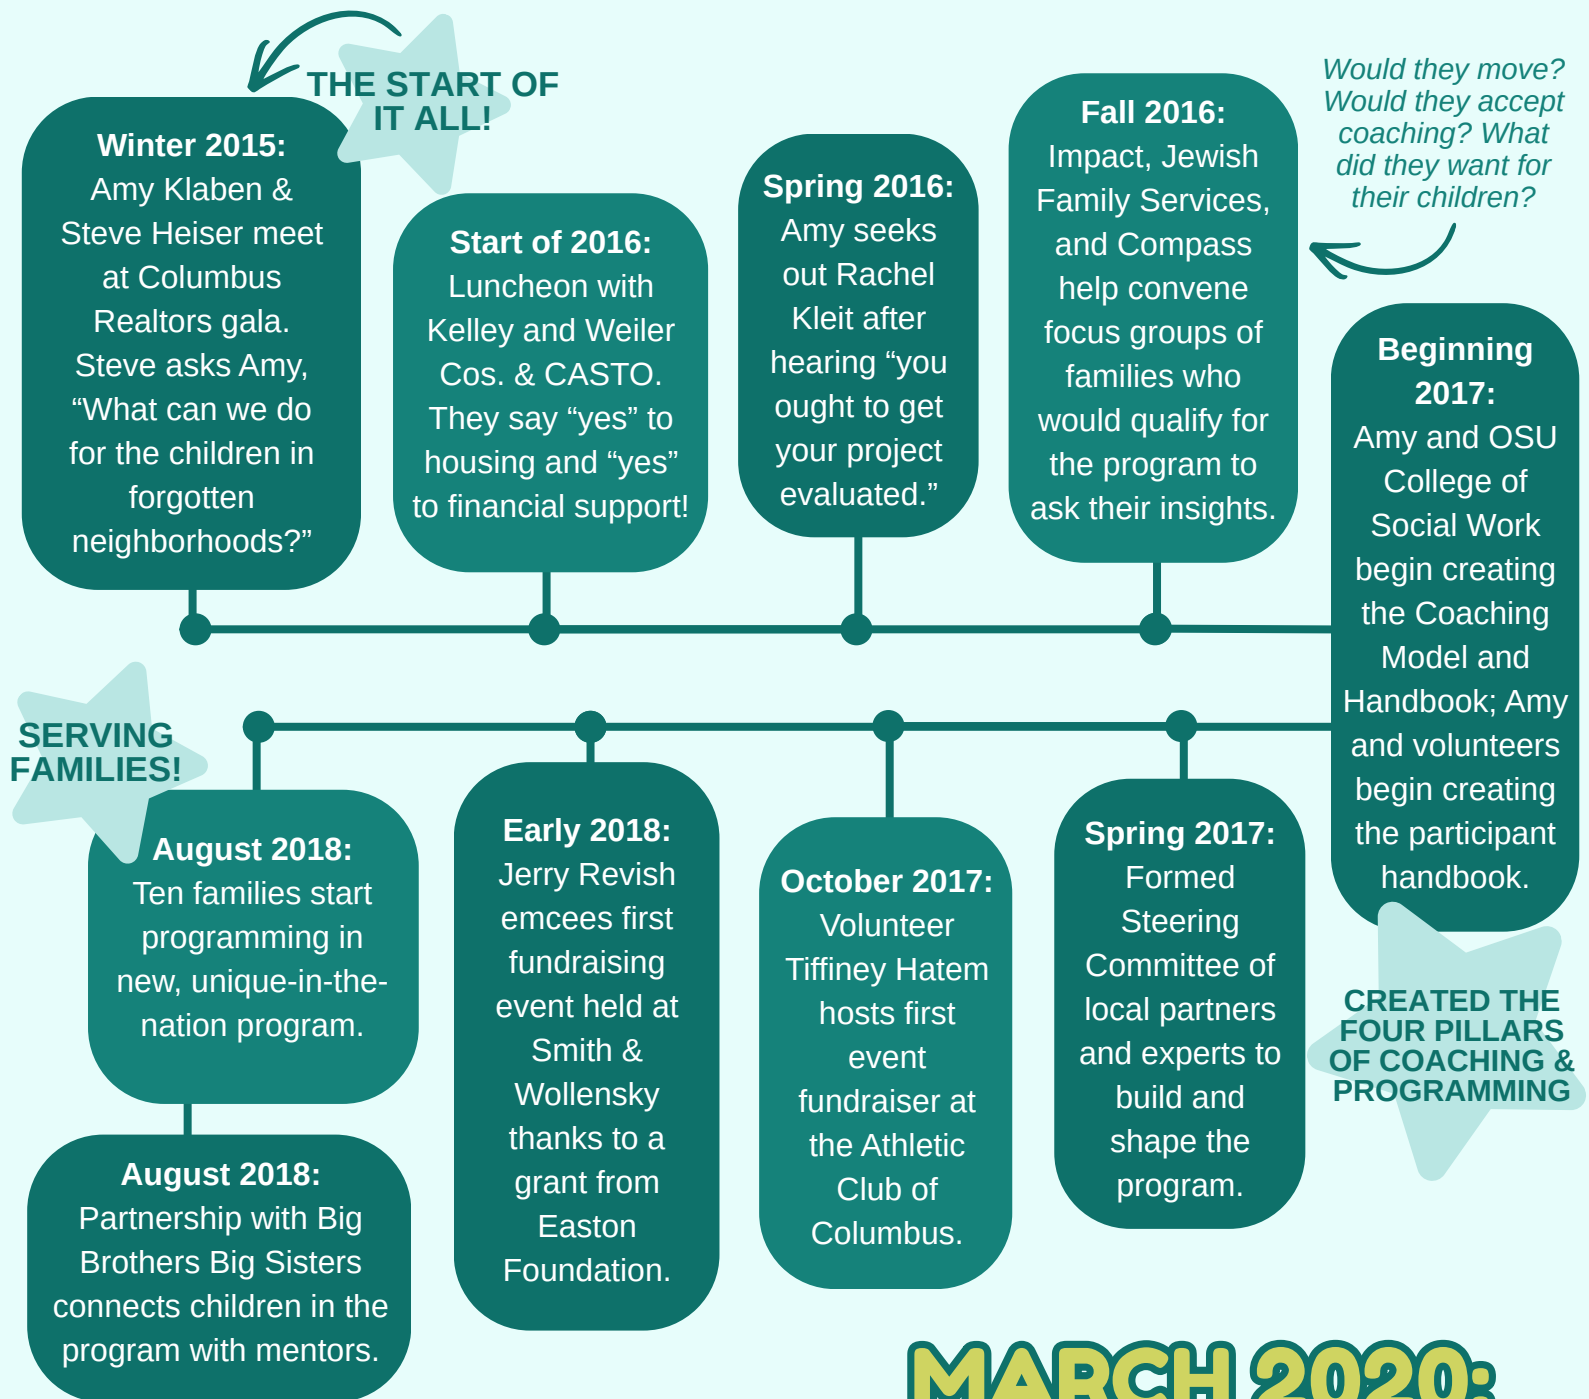 THE START OF
IT ALL!
Winter 2015:
Amy Klaben &
Steve Heiser meet
at Columbus
Realtors gala.
Steve asks Amy,
“What can we do
for the children in
forgotten
neighborhoods?”
Start of 2016:
Luncheon with
Kelley and Weiler
Cos. & CASTO.
They say “yes” to
housing and “yes”
to financial support!
Spring 2016:
Amy seeks
out Rachel
Kleit after
hearing “you
ought to get
your project
evaluated.”
Fall 2016:
Impact, Jewish
Family Services,
and Compass
help convene
focus groups of
families who
would qualify for
the program to
ask their insights.
Would they move?
Would they accept
coaching? What
did they want for
their children?
Beginning
2017:
Amy and OSU
College of
Social Work
begin creating
the Coaching
Model and
Handbook; Amy
and volunteers
begin creating
the participant
handbook.
CREATED THE
FOUR PILLARS
OF COACHING &
PROGRAMMING
Spring 2017:
Formed
Steering
Committee of
local partners
and experts to
build and
shape the
program.
October 2017:
Volunteer
Tiffiney Hatem
hosts first
event
fundraiser at
the Athletic
Club of
Columbus.
Early 2018:
Jerry Revish
emcees first
fundraising
event held at
Smith &
Wollensky
thanks to a
grant from
Easton
Foundation.
SERVING
FAMILIES!
August 2018:
Ten families start
programming in
new, unique-in-the-
nation program.
August 2018:
Partnership with Big
Brothers Big Sisters
connects children in the
program with mentors.
MARCH 2020: